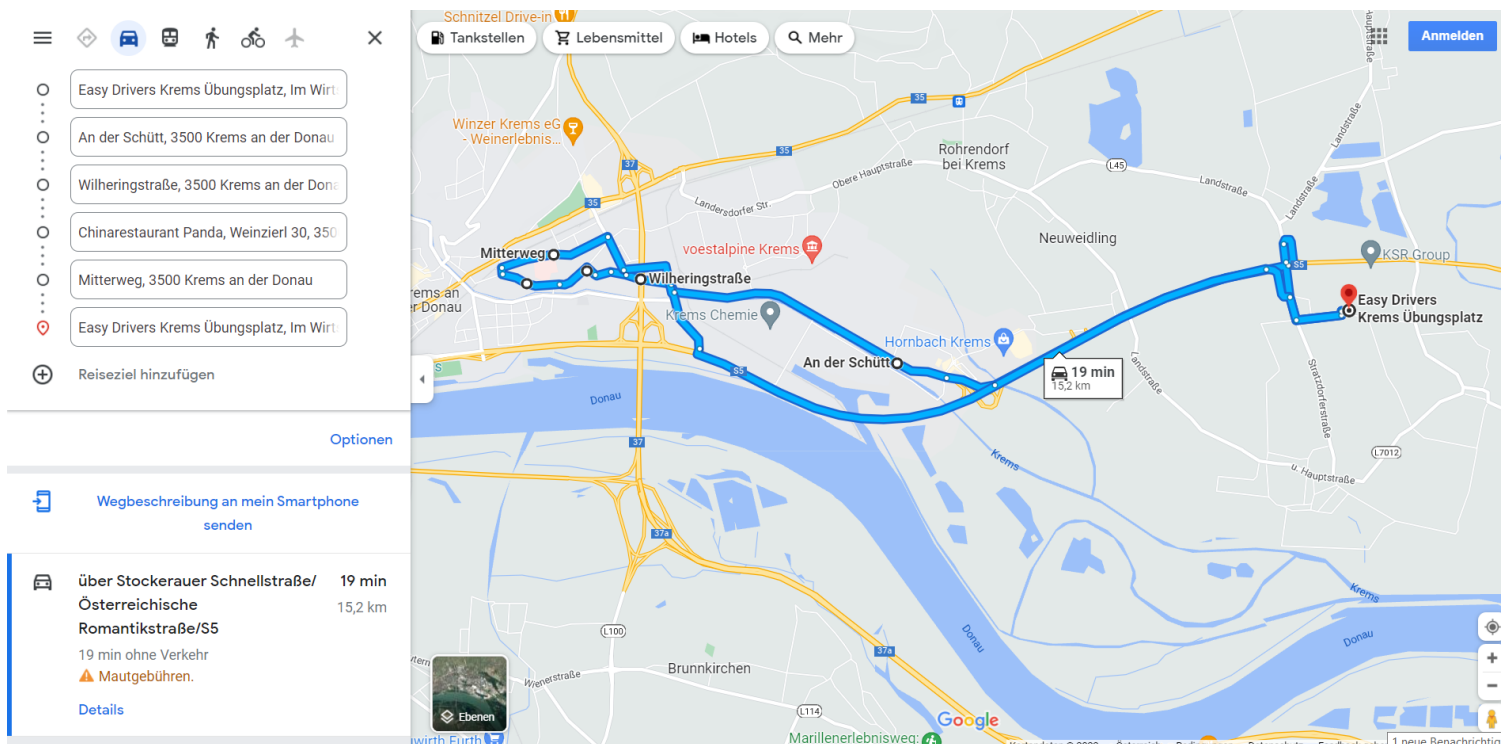 Easy Drivers Krems Übungsplatz, Im Wirt
An der Schütt, 3500 Krems an der Donau
Wilheringstraße, 3500 Krems an der Dona
Chinarestaurant Panda, Weinzierl 30, 350
Mitterweg, 3500 Krems an der Donau
Easy Drivers Krems Übungsplatz, Im Wirt
Reiseziel hinzufügen
Optionen
Wegbeschreibung an mein Smartphone
senden
über Stockerauer Schnellstraße/
Österreichische
Romantikstraße/S5
19 min
15,2 km
19 min ohne Verkehr
Mautgebühren.
Details
Schnitzel Drive-in
Tankstellen
Lebensmittel
Hotels
Mehr
Anmelden
Winzer Krems eG
- Weinerlebnis...
35
35
35
37
Rohrendorf
bei Krems
Obere Hauptstraße
Landersdorfer Str.
L45
Landstraße
Landstraße
Landstraße
Neuweidling
voestalpine Krems
Mitterweg
Wilheringstraße
rems an
r Donau
Krems Chemie
S5
KSR Group
Easy Drivers
Krems Übungsplatz
Hornbach Krems
An der Schütt
19 min
15,2 km
Landstraße
Stratzdorferstraße
S5
Donau
37
Krems
L7012
u. Hauptstraße
37a
Krems
Donau
Donau
L100
37a
Brunnkirchen
Wienerstraße
L114
Ebenen
Google
Marillenerlebnisweg:
1 neue Benachrichtig